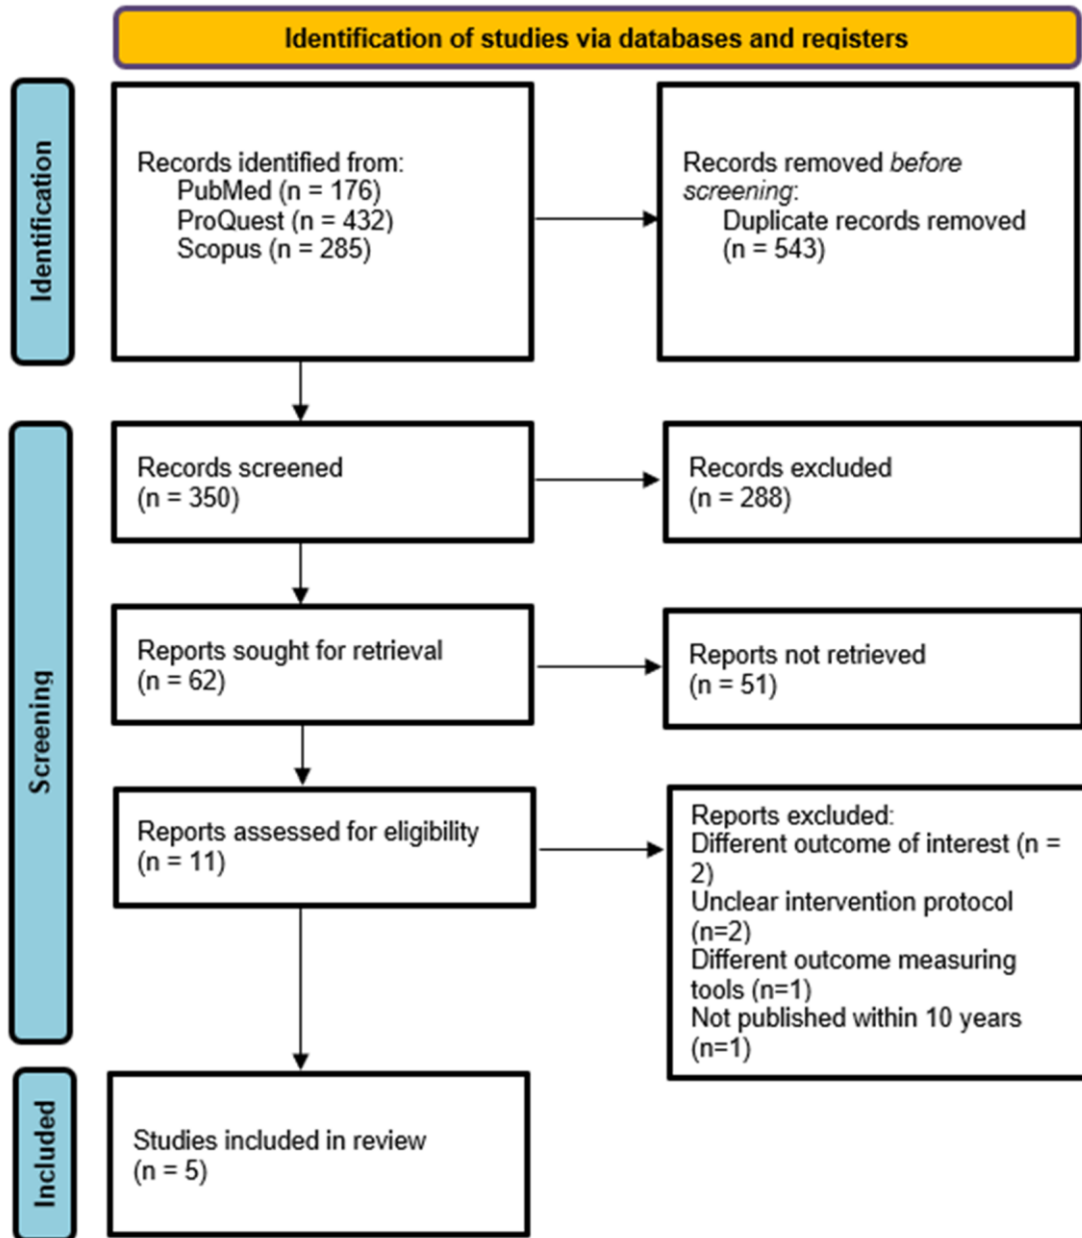 Identification of studies via databases and registers
Identification
Records identified from:
PubMed (n = 176)
ProQuest (n = 432)
Scopus (n = 285)
Records removed before
screening:
Duplicate records removed
(n = 543)
Screening
Records screened
(n = 350)
Records excluded
(n = 288)
Reports sought for retrieval
(n = 62)
Reports not retrieved
(n = 51)
Reports assessed for eligibility
(n = 11)
Reports excluded:
Different outcome of interest (n =
2)
Unclear intervention protocol
(n=2)
Different outcome measuring
tools (n=1)
Not published within 10 years
(n=1)
Included
Studies included in review
(n = 5)